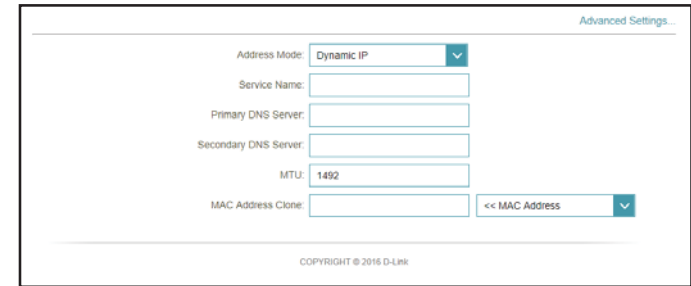 Advanced Settings...
Address Mode: Dynamic IP
Service Name:
Primary DNS Server:
Secondary DNS Server:
MTU: 1492
MAC Address Clone: << MAC Address
COPYRIGHT © 2016 D-Link